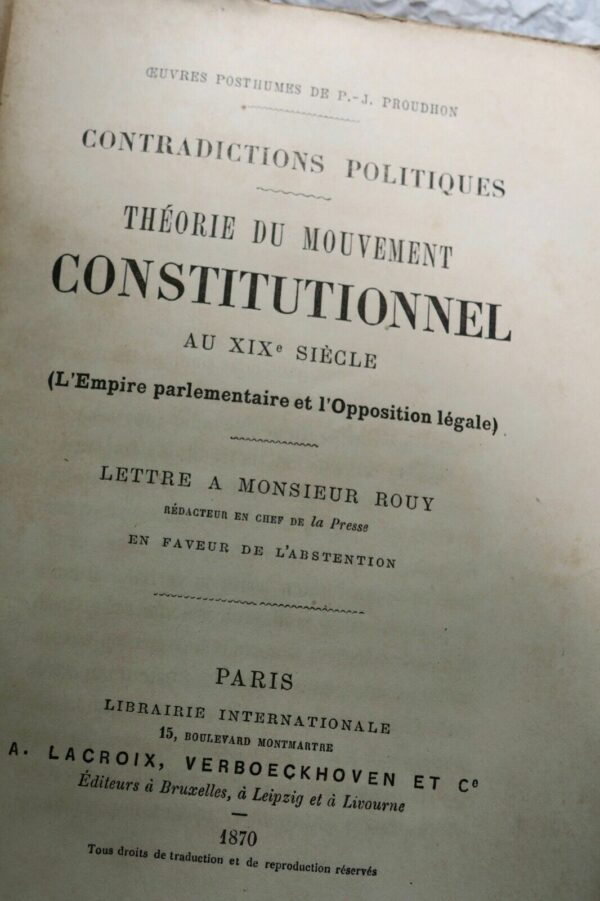 ŒUVRES POSTHUMES DE P.-J. PROUDHON
CONTRADICTIONS POLITIQUES
THÉORIE DU MOUVEMENT
CONSTITUTIONNEL
AU XIXe SIÈCLE
(L'Empire parlementaire et l'Opposition légale)
LETTRE A MONSIEUR ROUY
RÉDACTEUR EN CHEF DE la Presse
EN FAVEUR DE L'ABSTENTION
PARIS
LIBRAIRIE INTERNATIONALE
15, BOULEVARD MONTMARTRE
A. LACROIX, VERBOECKHOVEN ET Ce
Éditeurs à Bruxelles, à Leipzig et à Livourne
1870
Tous droits de traduction et de reproduction réservés